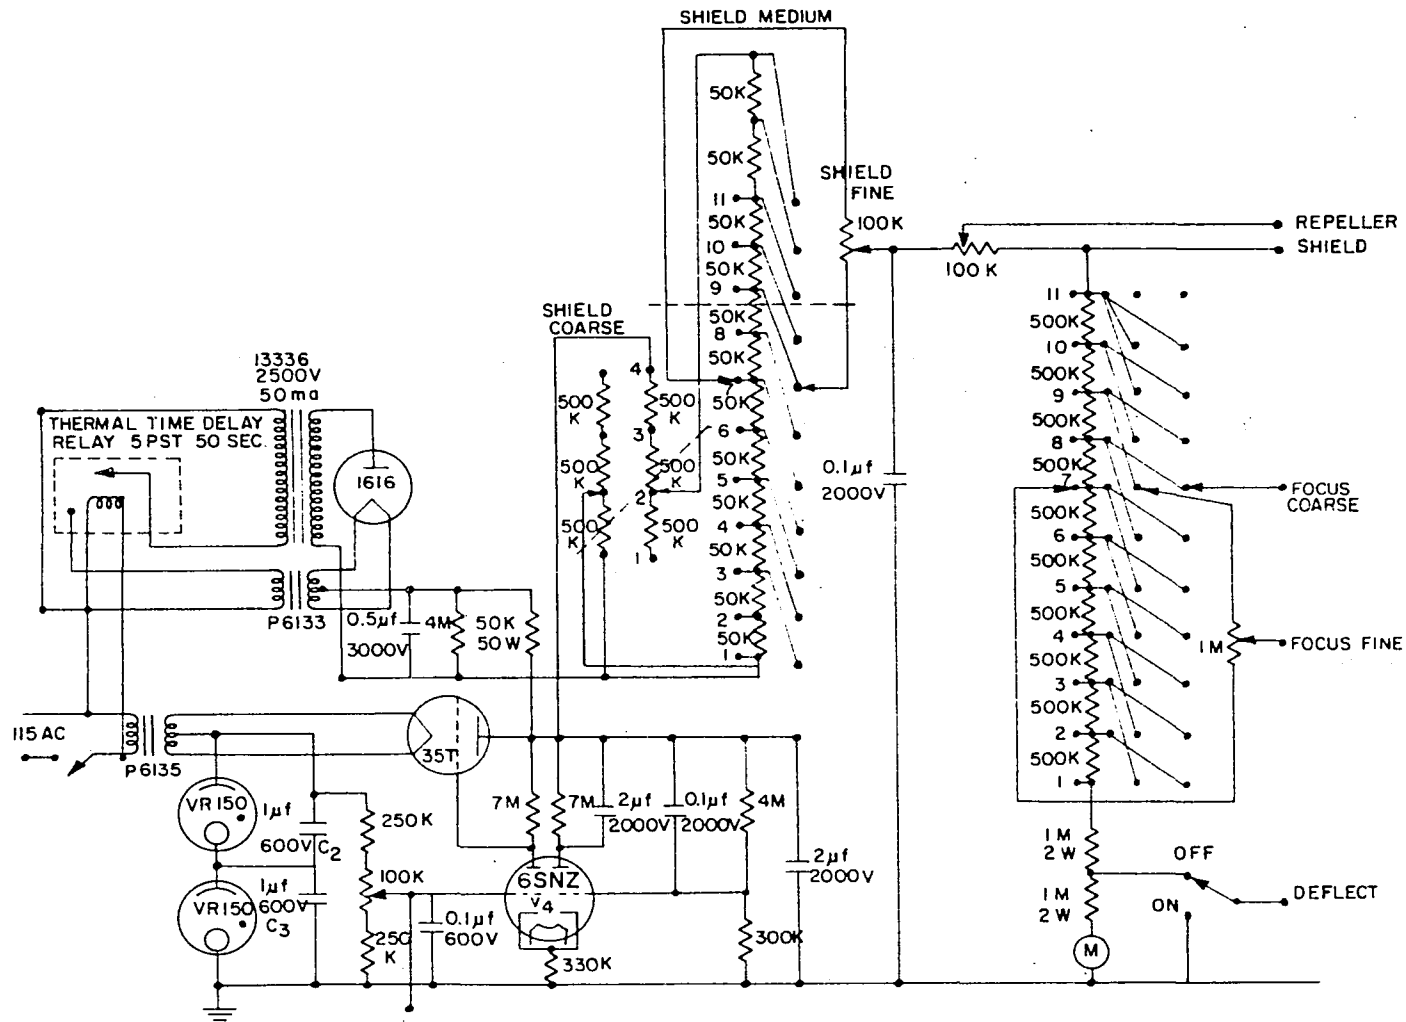 SHIELD MEDIUM
50K
50K
SHIELD
FINE
11
50K
100K
REPELLER
10
SHIELD
50K
100K
9
11
SHIELD
COARSE
50K
500K
8
10
13336
2500V
50ma
50K
500K
4
7
9
500
K
500
K
50K
500K
THERMAL TIME DELAY
RELAY 5PST 50 SEC.
3
6
8
500
K
500
K
50K
0.1µf
2000V
500K
1616
5
7
FOCUS
COARSE
2
50K
500K
500
K
500
K
4
6
50K
500K
1
3
5
P6133
0.5µf
3000V
4M
50K
50W
50K
500K
2
4
1M
FOCUS FINE
50K
500K
1
3
500K
115 AC
2
35T
500K
P6135
1
VR150
1µf
600V C2
250K
7M
7M
2µf
2000V
0.1µf
2000V
4M
1M
2W
OFF
2µf
2000V
VR150
1µf
600V
C3
100K
6SNZ
V4
1M
2W
ON
DEFLECT
250
K
0.1µf
600V
300K
M
330K